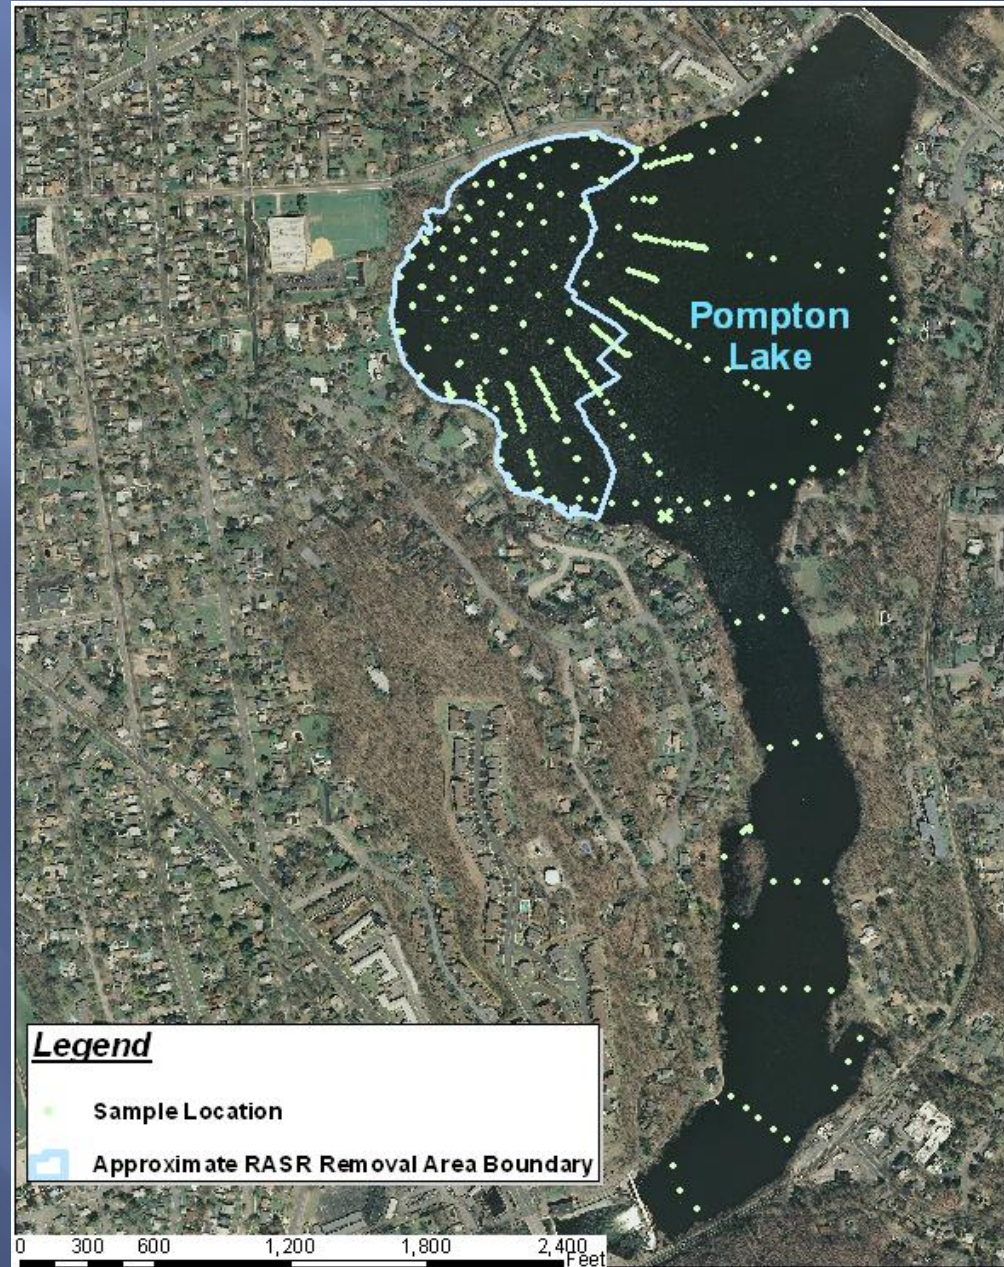 Pompton
Lake
Legend
Sample Location
Approximate RASR Removal Area Boundary
0 300 600 1,200 1,800 2,400
Feet